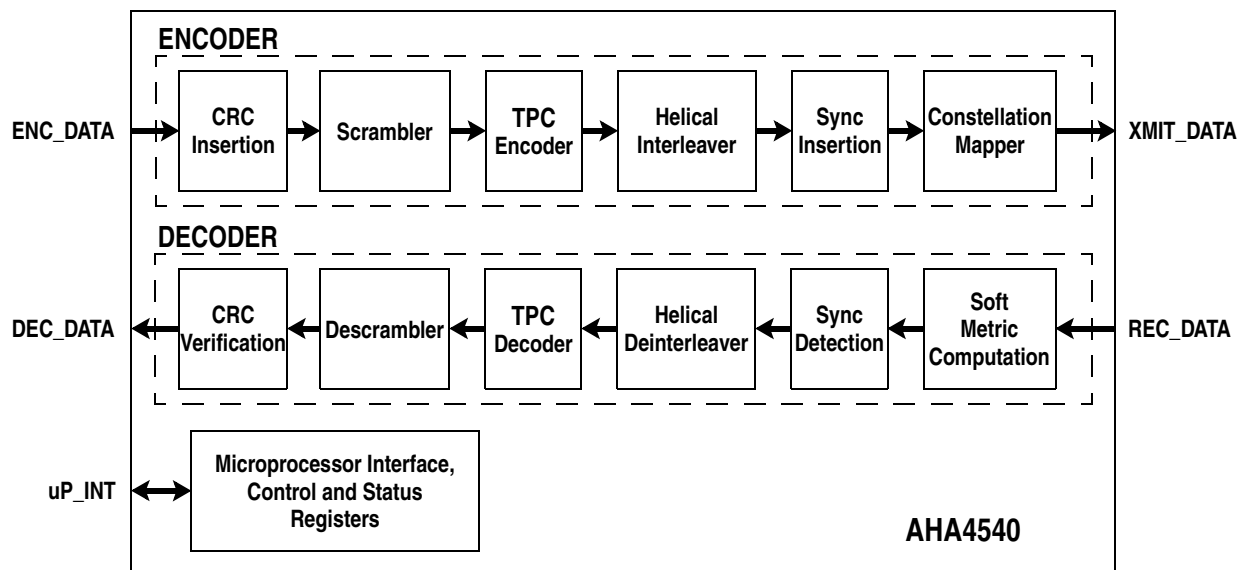 ENCODER
ENC_DATA
CRC
Insertion
Scrambler
TPC
Encoder
Helical
Interleaver
Sync
Insertion
Constellation
Mapper
XMIT_DATA
DECODER
DEC_DATA
CRC
Verification
Descrambler
TPC
Decoder
Helical
Deinterleaver
Sync
Detection
Soft
Metric
Computation
REC_DATA
uP_INT
Microprocessor Interface,
Control and Status
Registers
AHA4540